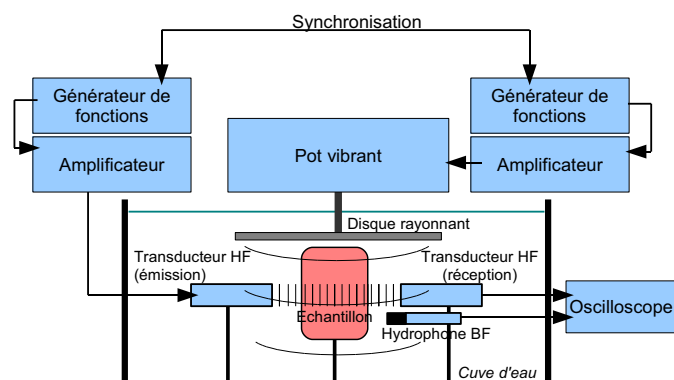 Synchronisation
Générateur de
fonctions
Générateur de
fonctions
Amplificateur
Pot vibrant
Amplificateur
Disque rayonnant
Transducteur HF
(émission)
Transducteur HF
(réception)
Echantillon
Oscilloscope
Hydrophone BF
Cuve d'eau